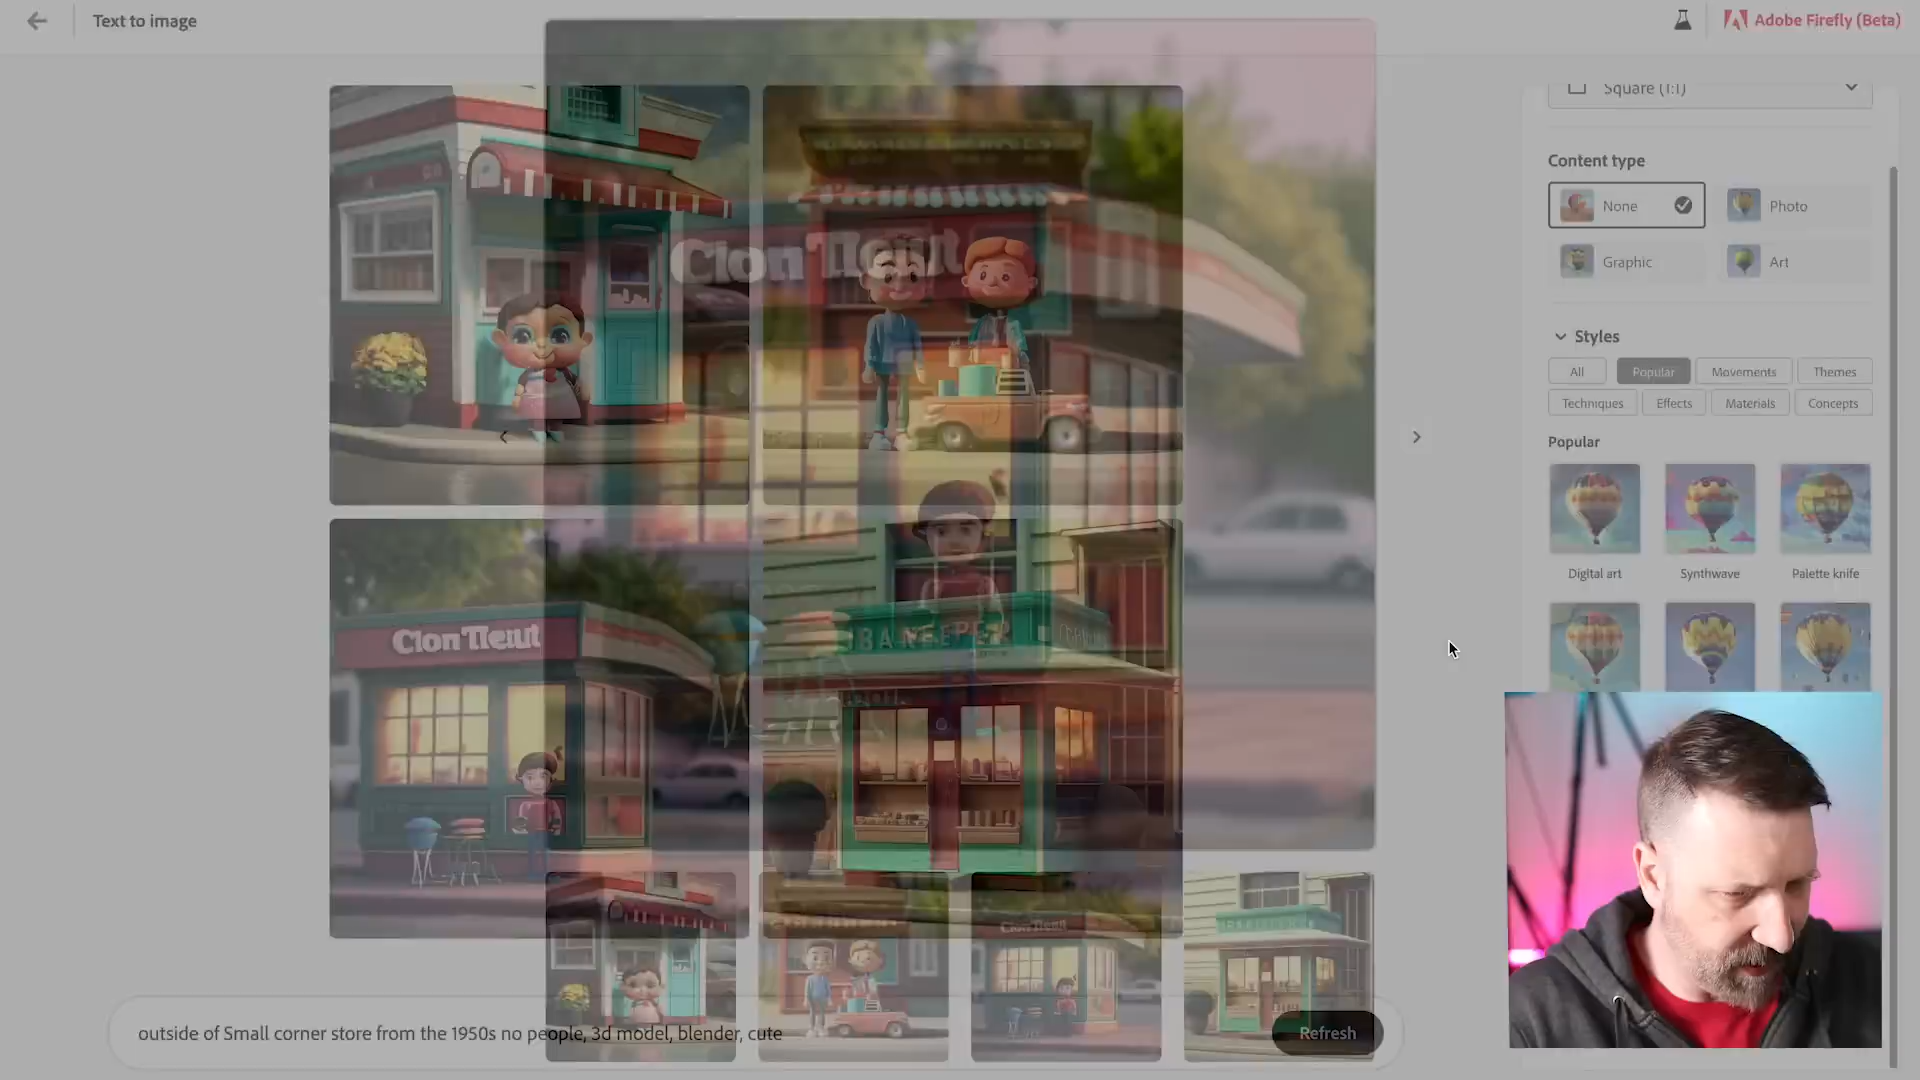 Text to image
Adobe Firefly (Beta)
Square (1:1)
Content type
None
Photo
Graphic
Art
Styles
All
Popular
Movements
Themes
Techniques
Effects
Materials
Concepts
Popular
Digital art
Synthwave
Palette knife
outside of Small corner store from the 1950s no people, 3d model, blender, cute
Refresh